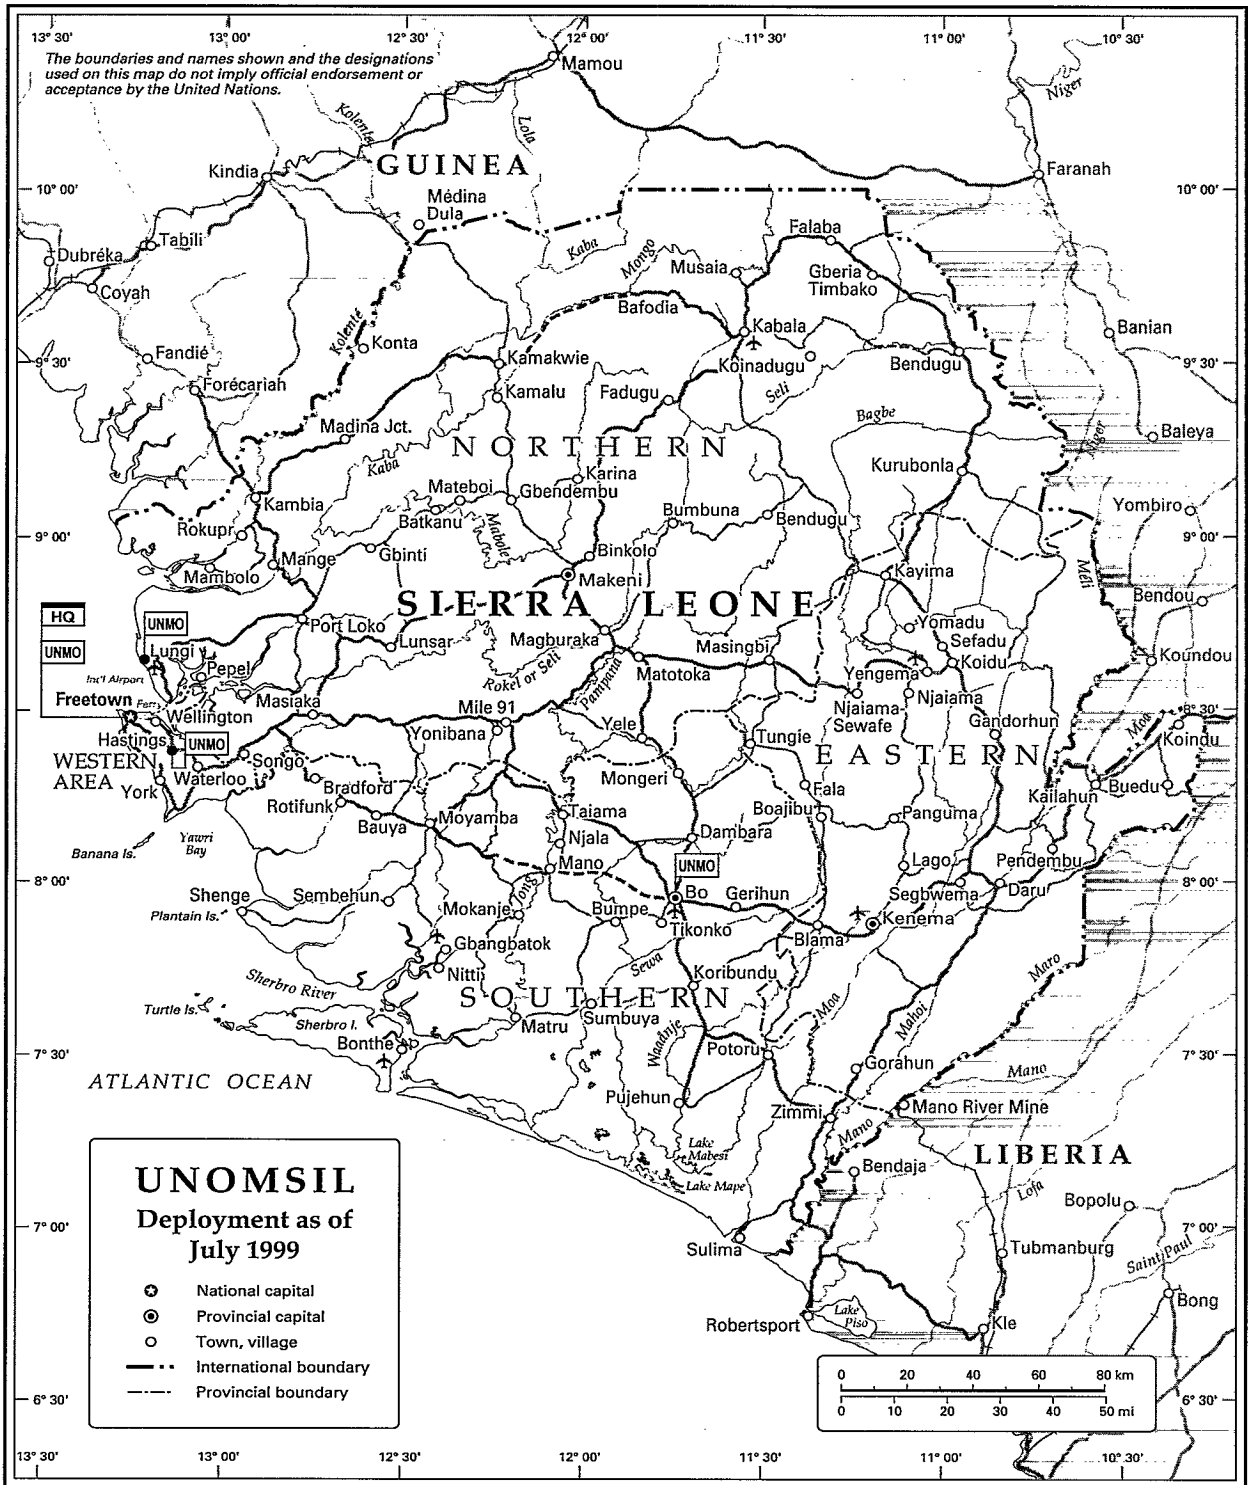 13° 30'
13° 00'
12° 30'
12° 00'
11° 30'
11° 00'
10° 30'
The boundaries and names shown and the designations
used on this map do not imply official endorsement or
acceptance by the United Nations.
Mamou
Niger
Kolenté
Lola
GUINEA
Kindia
Faranah
10° 00'
10° 00'
Médina
Dula
Falaba
Tabili
Kaba
Mongo
Dubréka
Musaia
Gberia
Timbako
Coyah
Bafodia
Kolenté
Konta
Kabala
Banian
Fandié
9° 30'
Kamakwie
Koinadugu
Bendugu
9° 30'
Forécariah
Kamalu
Fadugu
Seli
Madina Jct.
Bagbe
NORTHERN
Baleya
Niger
Kaba
Kurubonla
Karina
Mateboi
Gbendembu
Kambia
Yombiro
Batkanu
Bumbuna
Bendugu
Rokupr
Mabole
9° 00'
9° 00'
Mange
Gbinti
Binkolo
Mambolo
Makeni
Kayima
Méli
Bendou
HQ
SIERRA LEONE
UNMO
Port Loko
Yomadu
Lunsar
Magburaka
Masingbi
Sefadu
UNMO
Lungi
Koidu
Koundou
Pepel
Rokel or Seli
Matotoka
Yengema
Int'l Airport
Pampana
Freetown
Ferry
Masiaka
Mile 91
Njaiama-
Sewafe
Njaiama
8° 30'
Wellington
Yonibana
Yele
Gandorhun
Moa
Hastings
UNMO
Tungie
Koindu
WESTERN
AREA
Songo
EASTERN
Waterloo
Mongeri
York
Bradford
Fala
Kailahun
Buedu
Rotifunk
Taiama
Boajibu
Panguma
Bauya
Moyamba
Yawri
Bay
Njala
Dambara
Banana Is.
UNMO
Lago
Pendembu
Mano
8° 00'
8° 00'
Shenge
Sembehun
Jong
Bo
Gerihun
Segbwema
Daru
Plantain Is.
Mokanje
Bumpe
Tikonko
Kenema
Blama
Gbangbatok
Sewa
Maro
Nitti
Koribundu
Sherbro River
SOUTHERN
Turtle Is.
Sherbro I.
Matru
Sumbuya
Moa
Mahoi
Bonthe
Waadnje
Potoru
7° 30'
7° 30'
Gorahun
ATLANTIC OCEAN
Mano
Pujehun
Zimmi
Mano River Mine
Mano
Lake
Mabesi
LIBERIA
Bendaja
Lake Mape
Lofa
Bopolu
7° 00'
7° 00'
Sulima
Tubmanburg
Saint Paul
Bong
Robertsport
Lake
Piso
Kle
UNOMSIL
Deployment as of
July 1999
National capital
Provincial capital
Town, village
International boundary
Provincial boundary
0 20 40 60 80 km
0 10 20 30 40 50 mi
6° 30'
6° 30'
13° 30'
13° 00'
12° 30'
12° 00'
11° 30'
11° 00'
10° 30'